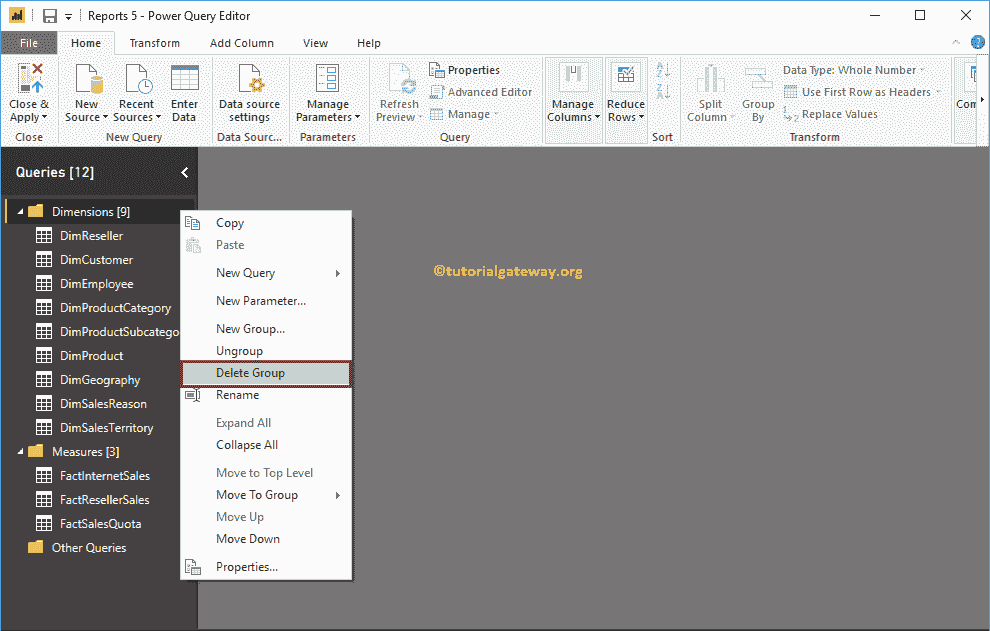 Reports 5 - Power Query Editor
File Home Transform Add Column View Help
Close & Apply
New Source
Recent Sources
Enter Data
Data source settings
Manage Parameters
Refresh Preview
Properties
Advanced Editor
Manage
Manage Columns
Reduce Rows
Split Column
Group By
Data Type: Whole Number
Use First Row as Headers
Replace Values
Com
Close New Query Data Sourc... Parameters Query Sort Transform
Queries [12]
Dimensions [9]
DimReseller
DimCustomer
DimEmployee
DimProductCategory
DimProductSubcatego
DimProduct
DimGeography
DimSalesReason
DimSalesTerritory
Measures [3]
FactInternetSales
FactResellerSales
FactSalesQuota
Other Queries
Copy
Paste
New Query
New Parameter...
New Group...
Ungroup
Delete Group
Rename
Expand All
Collapse All
Move to Top Level
Move To Group
Move Up
Move Down
Properties...
©tutorialgateway.org